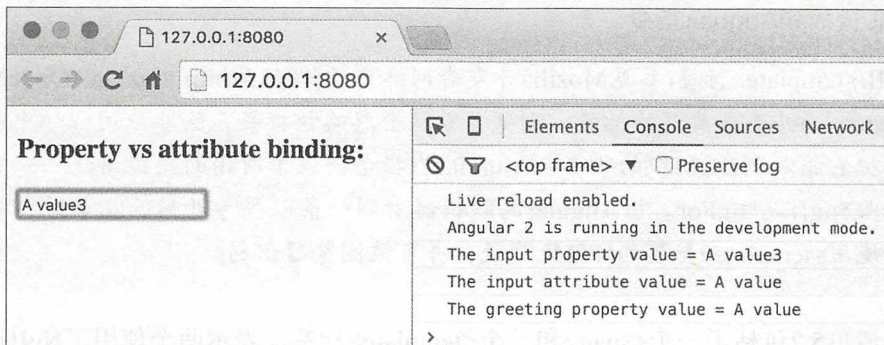 127.0.0.1:8080
127.0.0.1:8080
Elements Console Sources Network
<top frame> Preserve log
Property vs attribute binding:
A value3
Live reload enabled.
Angular 2 is running in the development mode.
The input property value = A value3
The input attribute value = A value
The greeting property value = A value